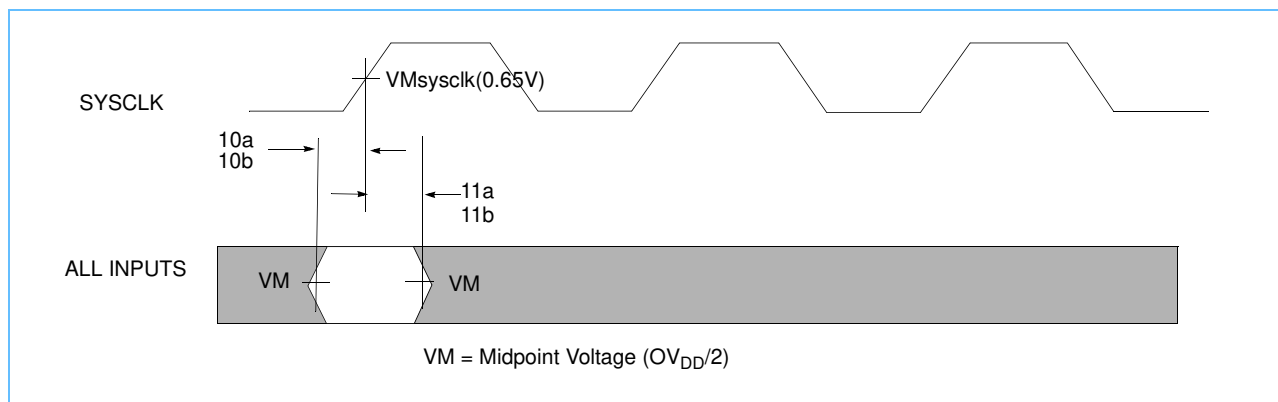 VMsysclk(0.65V)
SYSCLK
10a
10b
11a
11b
ALL INPUTS
VM
VM
VM = Midpoint Voltage (OVDD/2)